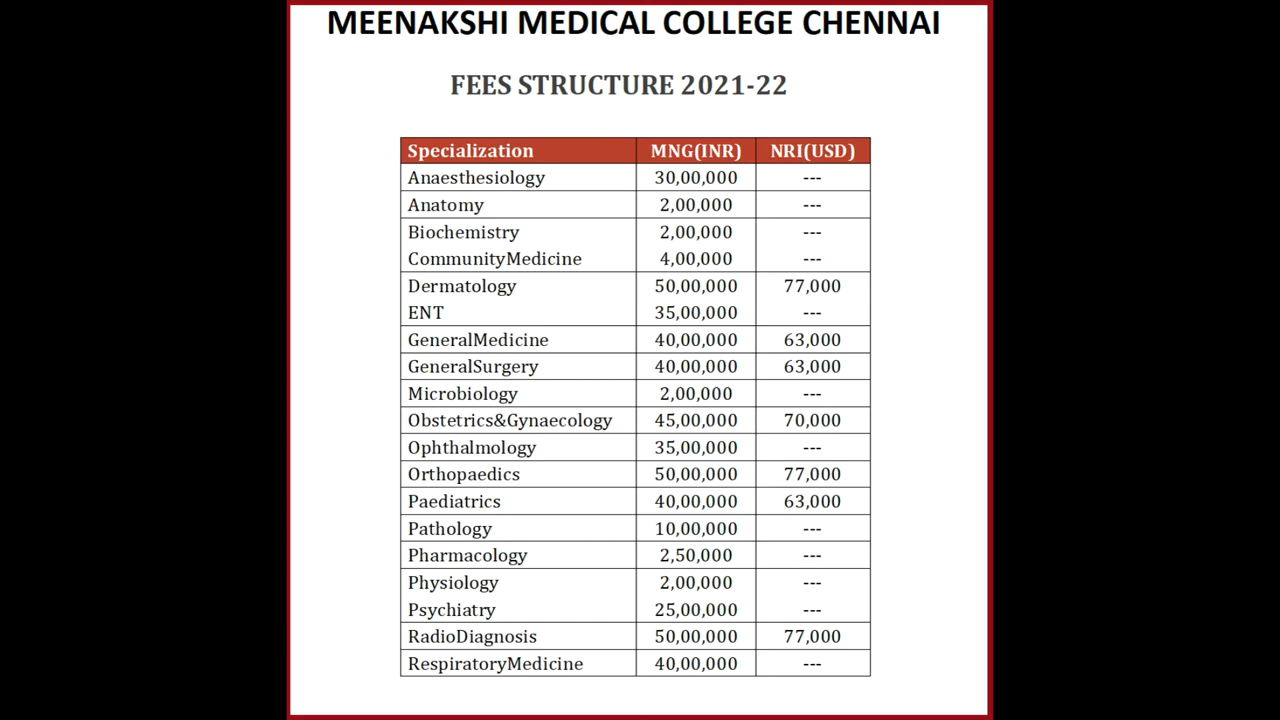 MEENAKSHI MEDICAL COLLEGE CHENNAI
FEES STRUCTURE 2021-22
Specialization MNG(INR) NRI(USD)
Anaesthesiology 30,00,000 ---
Anatomy 2,00,000 ---
Biochemistry 2,00,000 ---
CommunityMedicine 4,00,000 ---
Dermatology 50,00,000 77,000
ENT 35,00,000 ---
GeneralMedicine 40,00,000 63,000
GeneralSurgery 40,00,000 63,000
Microbiology 2,00,000 ---
Obstetrics&Gynaecology 45,00,000 70,000
Ophthalmology 35,00,000 ---
Orthopaedics 50,00,000 77,000
Paediatrics 40,00,000 63,000
Pathology 10,00,000 ---
Pharmacology 2,50,000 ---
Physiology 2,00,000 ---
Psychiatry 25,00,000 ---
RadioDiagnosis 50,00,000 77,000
RespiratoryMedicine 40,00,000 ---